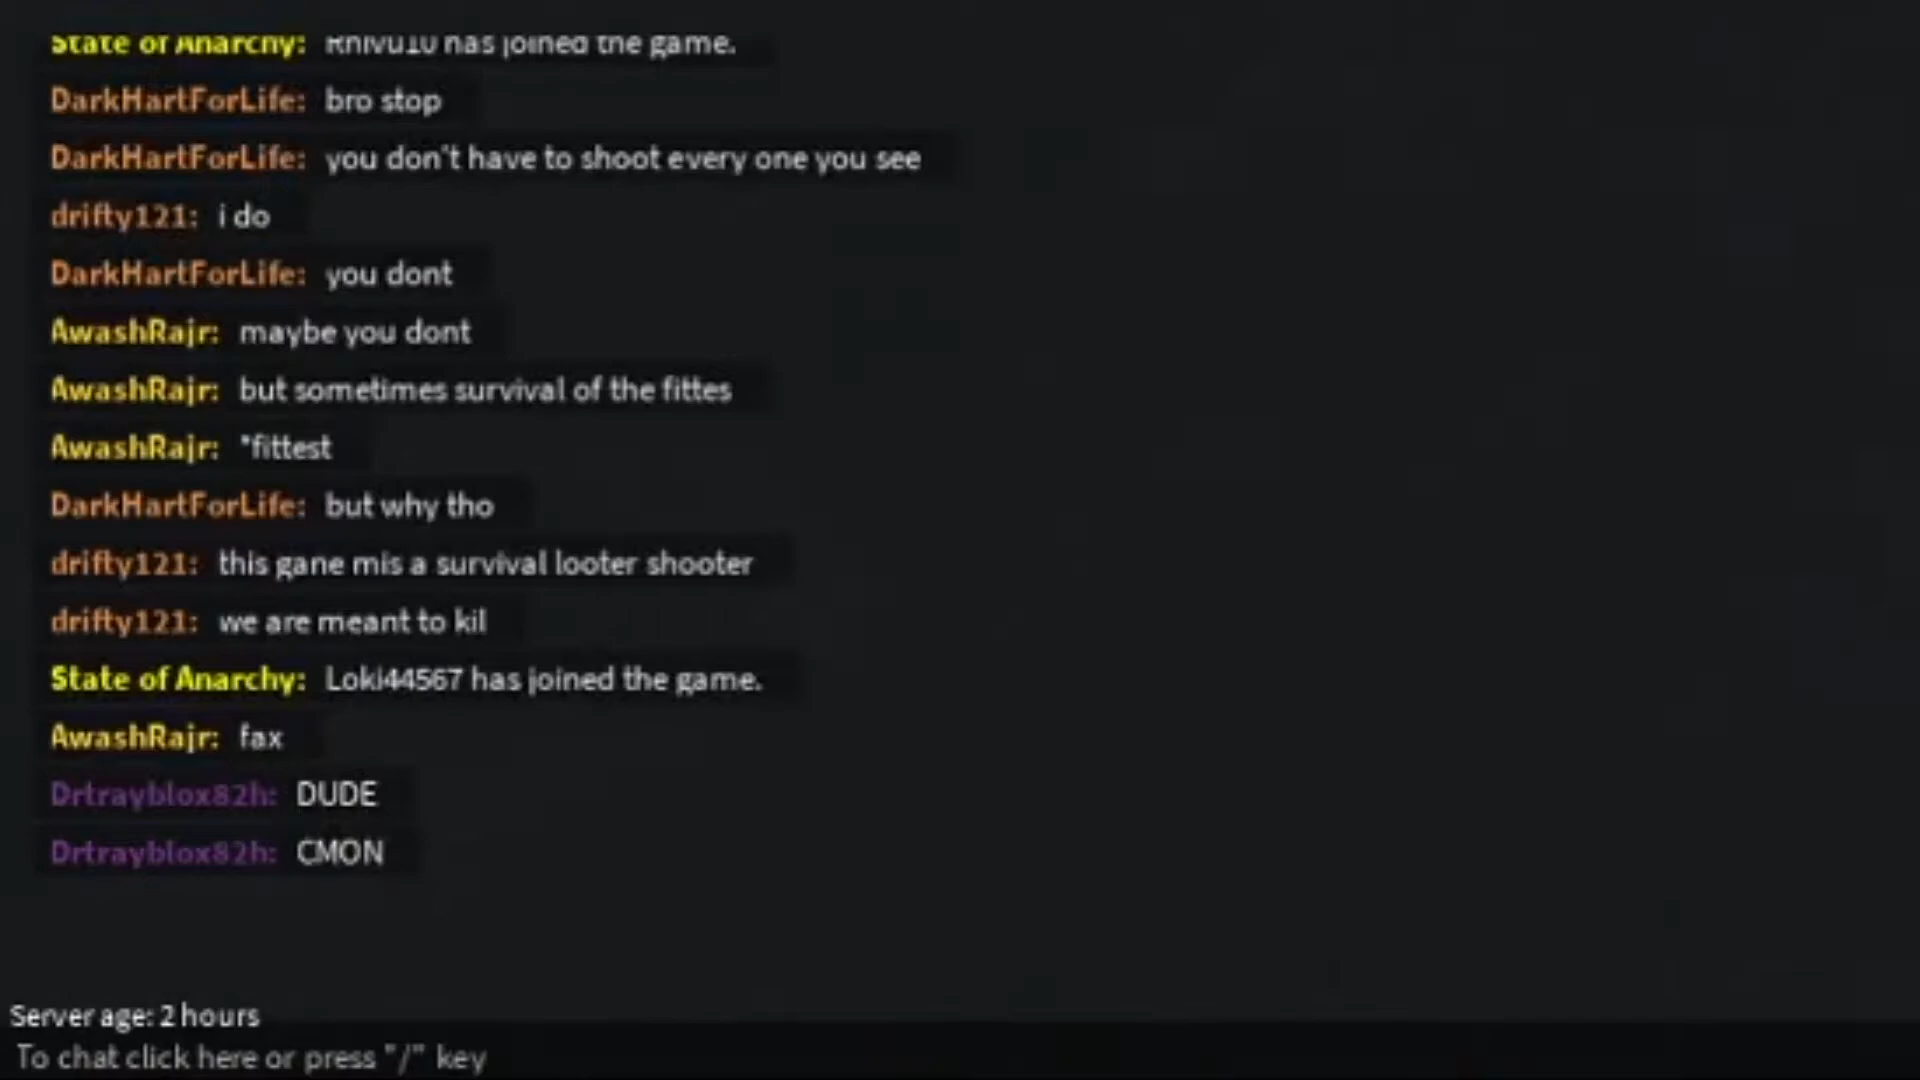 State of Anarchy: Rhivu10 has joined the game.
DarkHartForLife: bro stop
DarkHartForLife: you don't have to shoot every one you see
drifty121: i do
DarkHartForLife: you dont
AwashRajr: maybe you dont
AwashRajr: but sometimes survival of the fittes
AwashRajr: *fittest
DarkHartForLife: but why tho
drifty121: this gane mis a survival looter shooter
drifty121: we are meant to kil
State of Anarchy: Loki44567 has joined the game.
AwashRajr: fax
Drtrayblox82h: DUDE
Drtrayblox82h: CMON
Server age: 2 hours
To chat click here or press "/" key